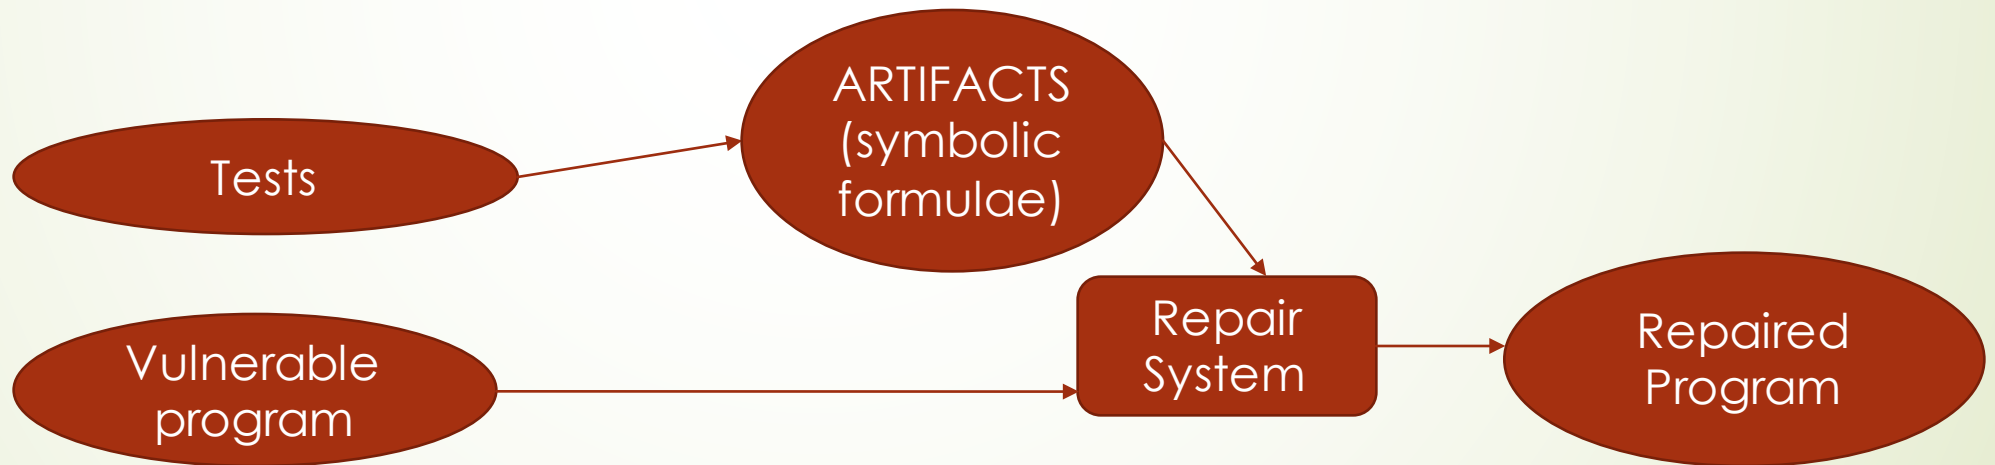 Tests
ARTIFACTS
(symbolic
formulae)
Vulnerable
program
Repair
System
Repaired
Program